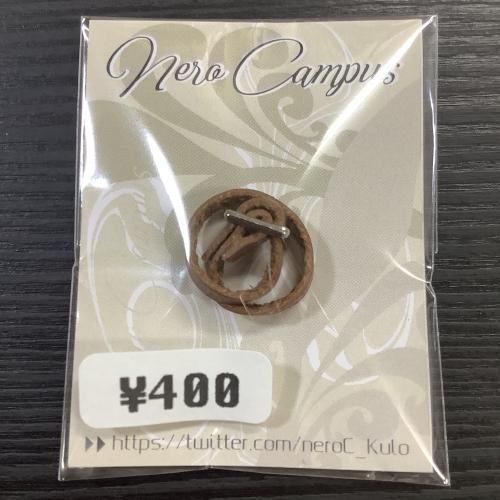 Nero Campus
¥400
▶▶ https://twitter.com/neroC_Kulo